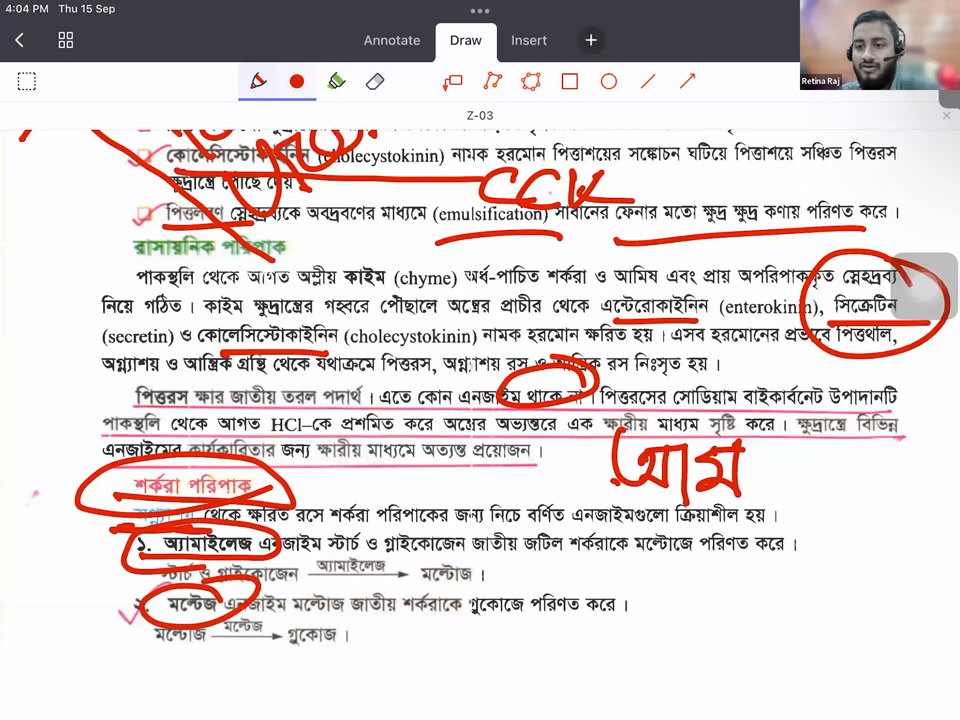 4:04 PM Thu 15 Sep
Annotate Draw Insert
Retina Raj
Z-03
কোলেসিস্টোকাইনিন (cholecystokinin) নামক হরমোন পিত্তাশয়ের সঙ্কোচন ঘটিয়ে পিত্তাশয়ে সঞ্চিত পিত্তরস
ক্ষুদ্রান্ত্রে পৌঁছে দেয়
CCK
পিত্তলবণ স্নেহদ্রব্যকে অবদ্রবণের মাধ্যমে (emulsification) সাবানের ফেনার মতো ক্ষুদ্র ক্ষুদ্র কণায় পরিণত করে।
রাসায়নিক পরিপাক
পাকস্থলি থেকে আগত অম্লীয় কাইম (chyme) অর্ধ-পাচিত শর্করা ও আমিষ এবং প্রায় অপরিপাককৃত স্নেহদ্রব্য
নিয়ে গঠিত। কাইম ক্ষুদ্রান্ত্রের গহ্বরে পৌঁছালে অন্ত্রের প্রাচীর থেকে এন্টেরোকাইনিন (enterokinin), সিক্রেটিন
(secretin) ও কোলেসিস্টোকাইনিন (cholecystokinin) নামক হরমোন ক্ষরিত হয়। এসব হরমোনের প্রভাবে পিত্তথলি,
অগ্ন্যাশয় ও আন্ত্রিক গ্রন্থি থেকে যথাক্রমে পিত্তরস, অগ্ন্যাশয় রস ও আন্ত্রিক রস নিঃসৃত হয়।
পিত্তরস ক্ষার জাতীয় তরল পদার্থ। এতে কোন এনজাইম থাকে না। পিত্তরসের সোডিয়াম বাইকার্বনেট উপাদানটি
পাকস্থলি থেকে আগত HCl–কে প্রশমিত করে অন্ত্রের অভ্যন্তরে এক ক্ষারীয় মাধ্যম সৃষ্টি করে। ক্ষুদ্রান্ত্রে বিভিন্ন
এনজাইমের কার্যকারিতার জন্য ক্ষারীয় মাধ্যমে অত্যন্ত প্রয়োজন।
আম
শর্করা পরিপাক
অগ্ন্যাশয় থেকে ক্ষরিত রসে শর্করা পরিপাকের জন্য নিচে বর্ণিত এনজাইমগুলো ক্রিয়াশীল হয়।
১. অ্যামাইলেজ এনজাইম স্টার্চ ও গ্লাইকোজেন জাতীয় জটিল শর্করাকে মল্টোজে পরিণত করে।
স্টার্চ ও গ্লাইকোজেন অ্যামাইলেজ মল্টোজ।
২. মল্টেজ এনজাইম মল্টোজ জাতীয় শর্করাকে গ্লুকোজে পরিণত করে।
মল্টোজ মল্টেজ গ্লুকোজ।